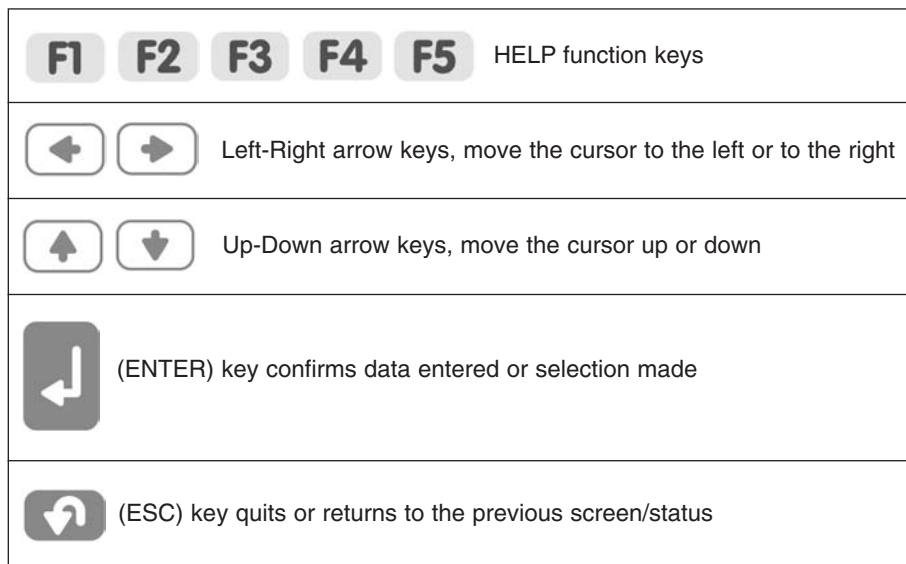 F1 F2 F3 F4 F5 HELP function keys
Left-Right arrow keys, move the cursor to the left or to the right
Up-Down arrow keys, move the cursor up or down
(ENTER) key confirms data entered or selection made
(ESC) key quits or returns to the previous screen/status